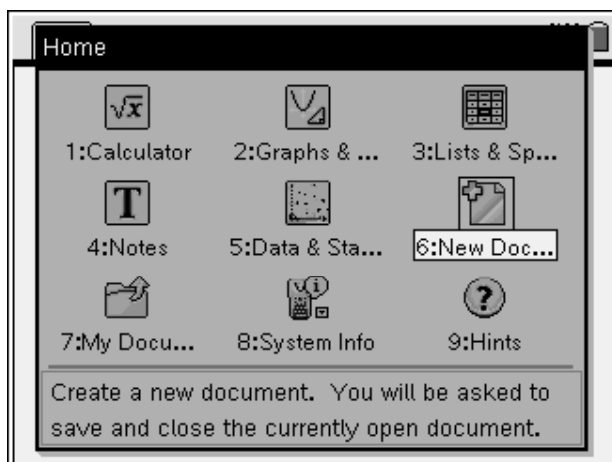 Home
1:Calculator 2:Graphs & ... 3:Lists & Sp...
4:Notes 5:Data & Sta... 6:New Doc...
7:My Docu... 8:System Info 9:Hints
Create a new document. You will be asked to
save and close the currently open document.